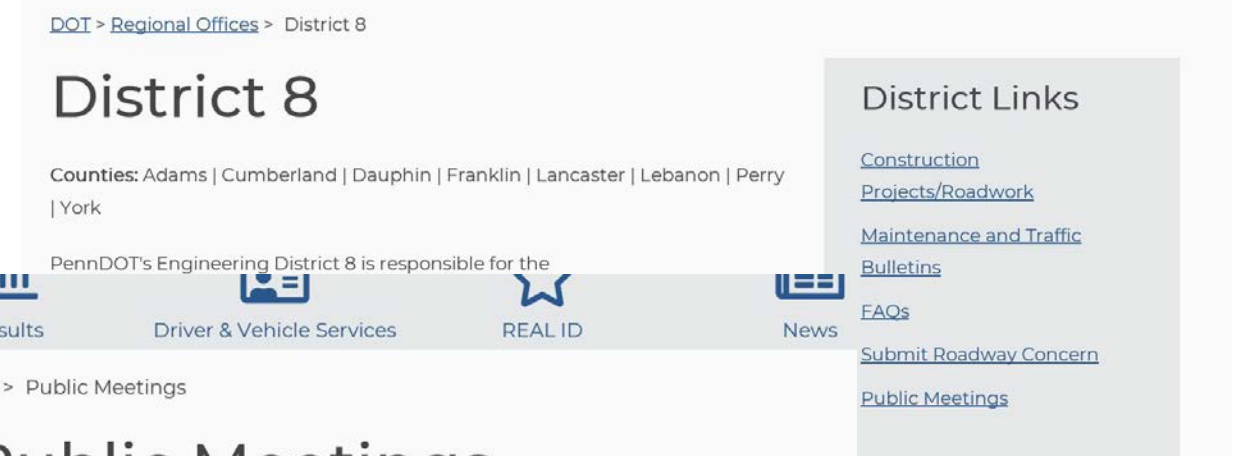 DOT > Regional Offices > District 8
District 8
Counties: Adams | Cumberland | Dauphin | Franklin | Lancaster | Lebanon | Perry
| York
PennDOT's Engineering District 8 is responsible for the
District Links
Construction
Projects/Roadwork
Maintenance and Traffic
Bulletins
FAQs
Submit Roadway Concern
Public Meetings
Driver & Vehicle Services
REAL ID
News
> Public Meetings
Public Meetings